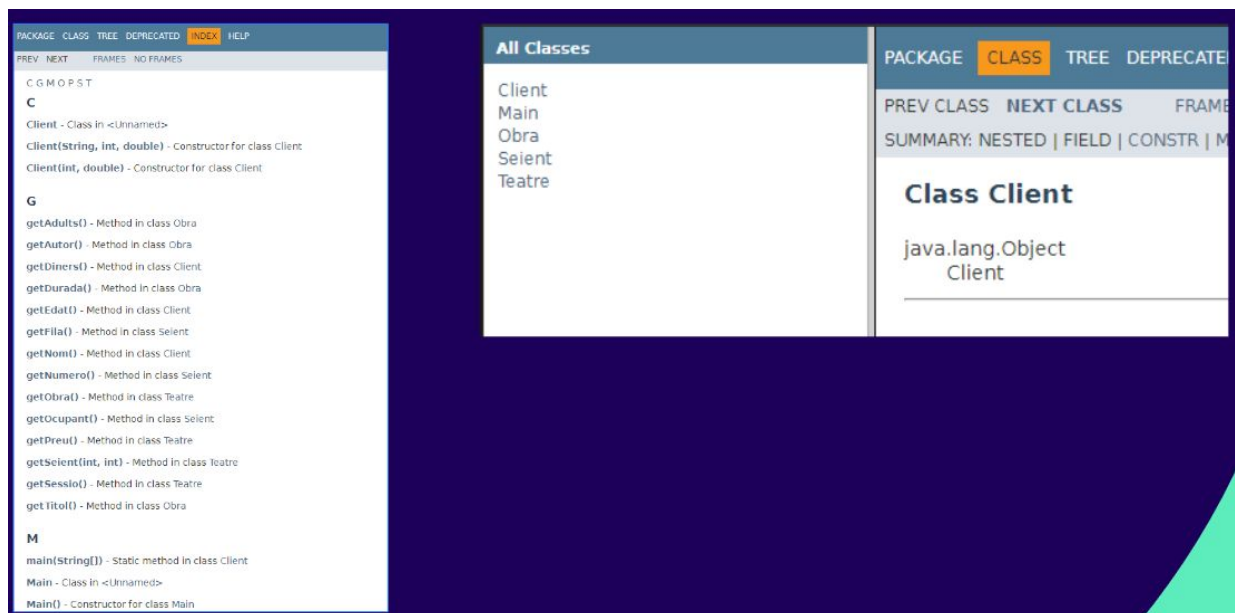 PACKAGE CLASS TREE DEPRECATED INDEX HELP
PREV NEXT FRAMES NO FRAMES
C G M O P S T
C
Client - Class in <Unnamed>
Client(String, int, double) - Constructor for class Client
Client(int, double) - Constructor for class Client
G
getAdults() - Method in class Obra
getAutor() - Method in class Obra
getDiners() - Method in class Client
getDurada() - Method in class Obra
getEdat() - Method in class Client
getFila() - Method in class Seient
getNom() - Method in class Client
getNumero() - Method in class Seient
getObra() - Method in class Teatre
getOcupant() - Method in class Seient
getPreu() - Method in class Teatre
getSeient(int, int) - Method in class Teatre
getSessio() - Method in class Teatre
getTitol() - Method in class Obra
M
main(String[]) - Static method in class Client
Main - Class in <Unnamed>
Main() - Constructor for class Main
All Classes
Client
Main
Obra
Seient
Teatre
PACKAGE CLASS TREE DEPRECATE
PREV CLASS NEXT CLASS FRAME
SUMMARY: NESTED | FIELD | CONSTR | M
Class Client
java.lang.Object
Client